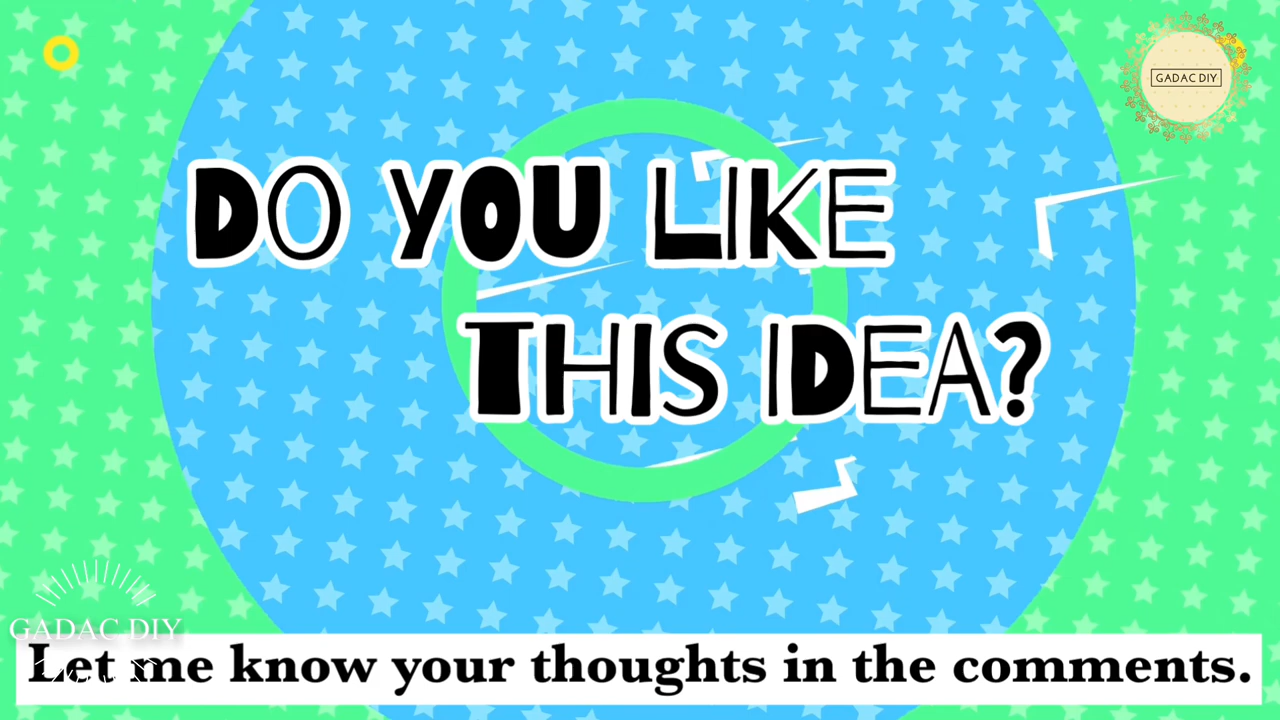 GADAC DIY
DO YOU LIKE
THIS IDEA?
GADAC DIY
Let me know your thoughts in the comments.